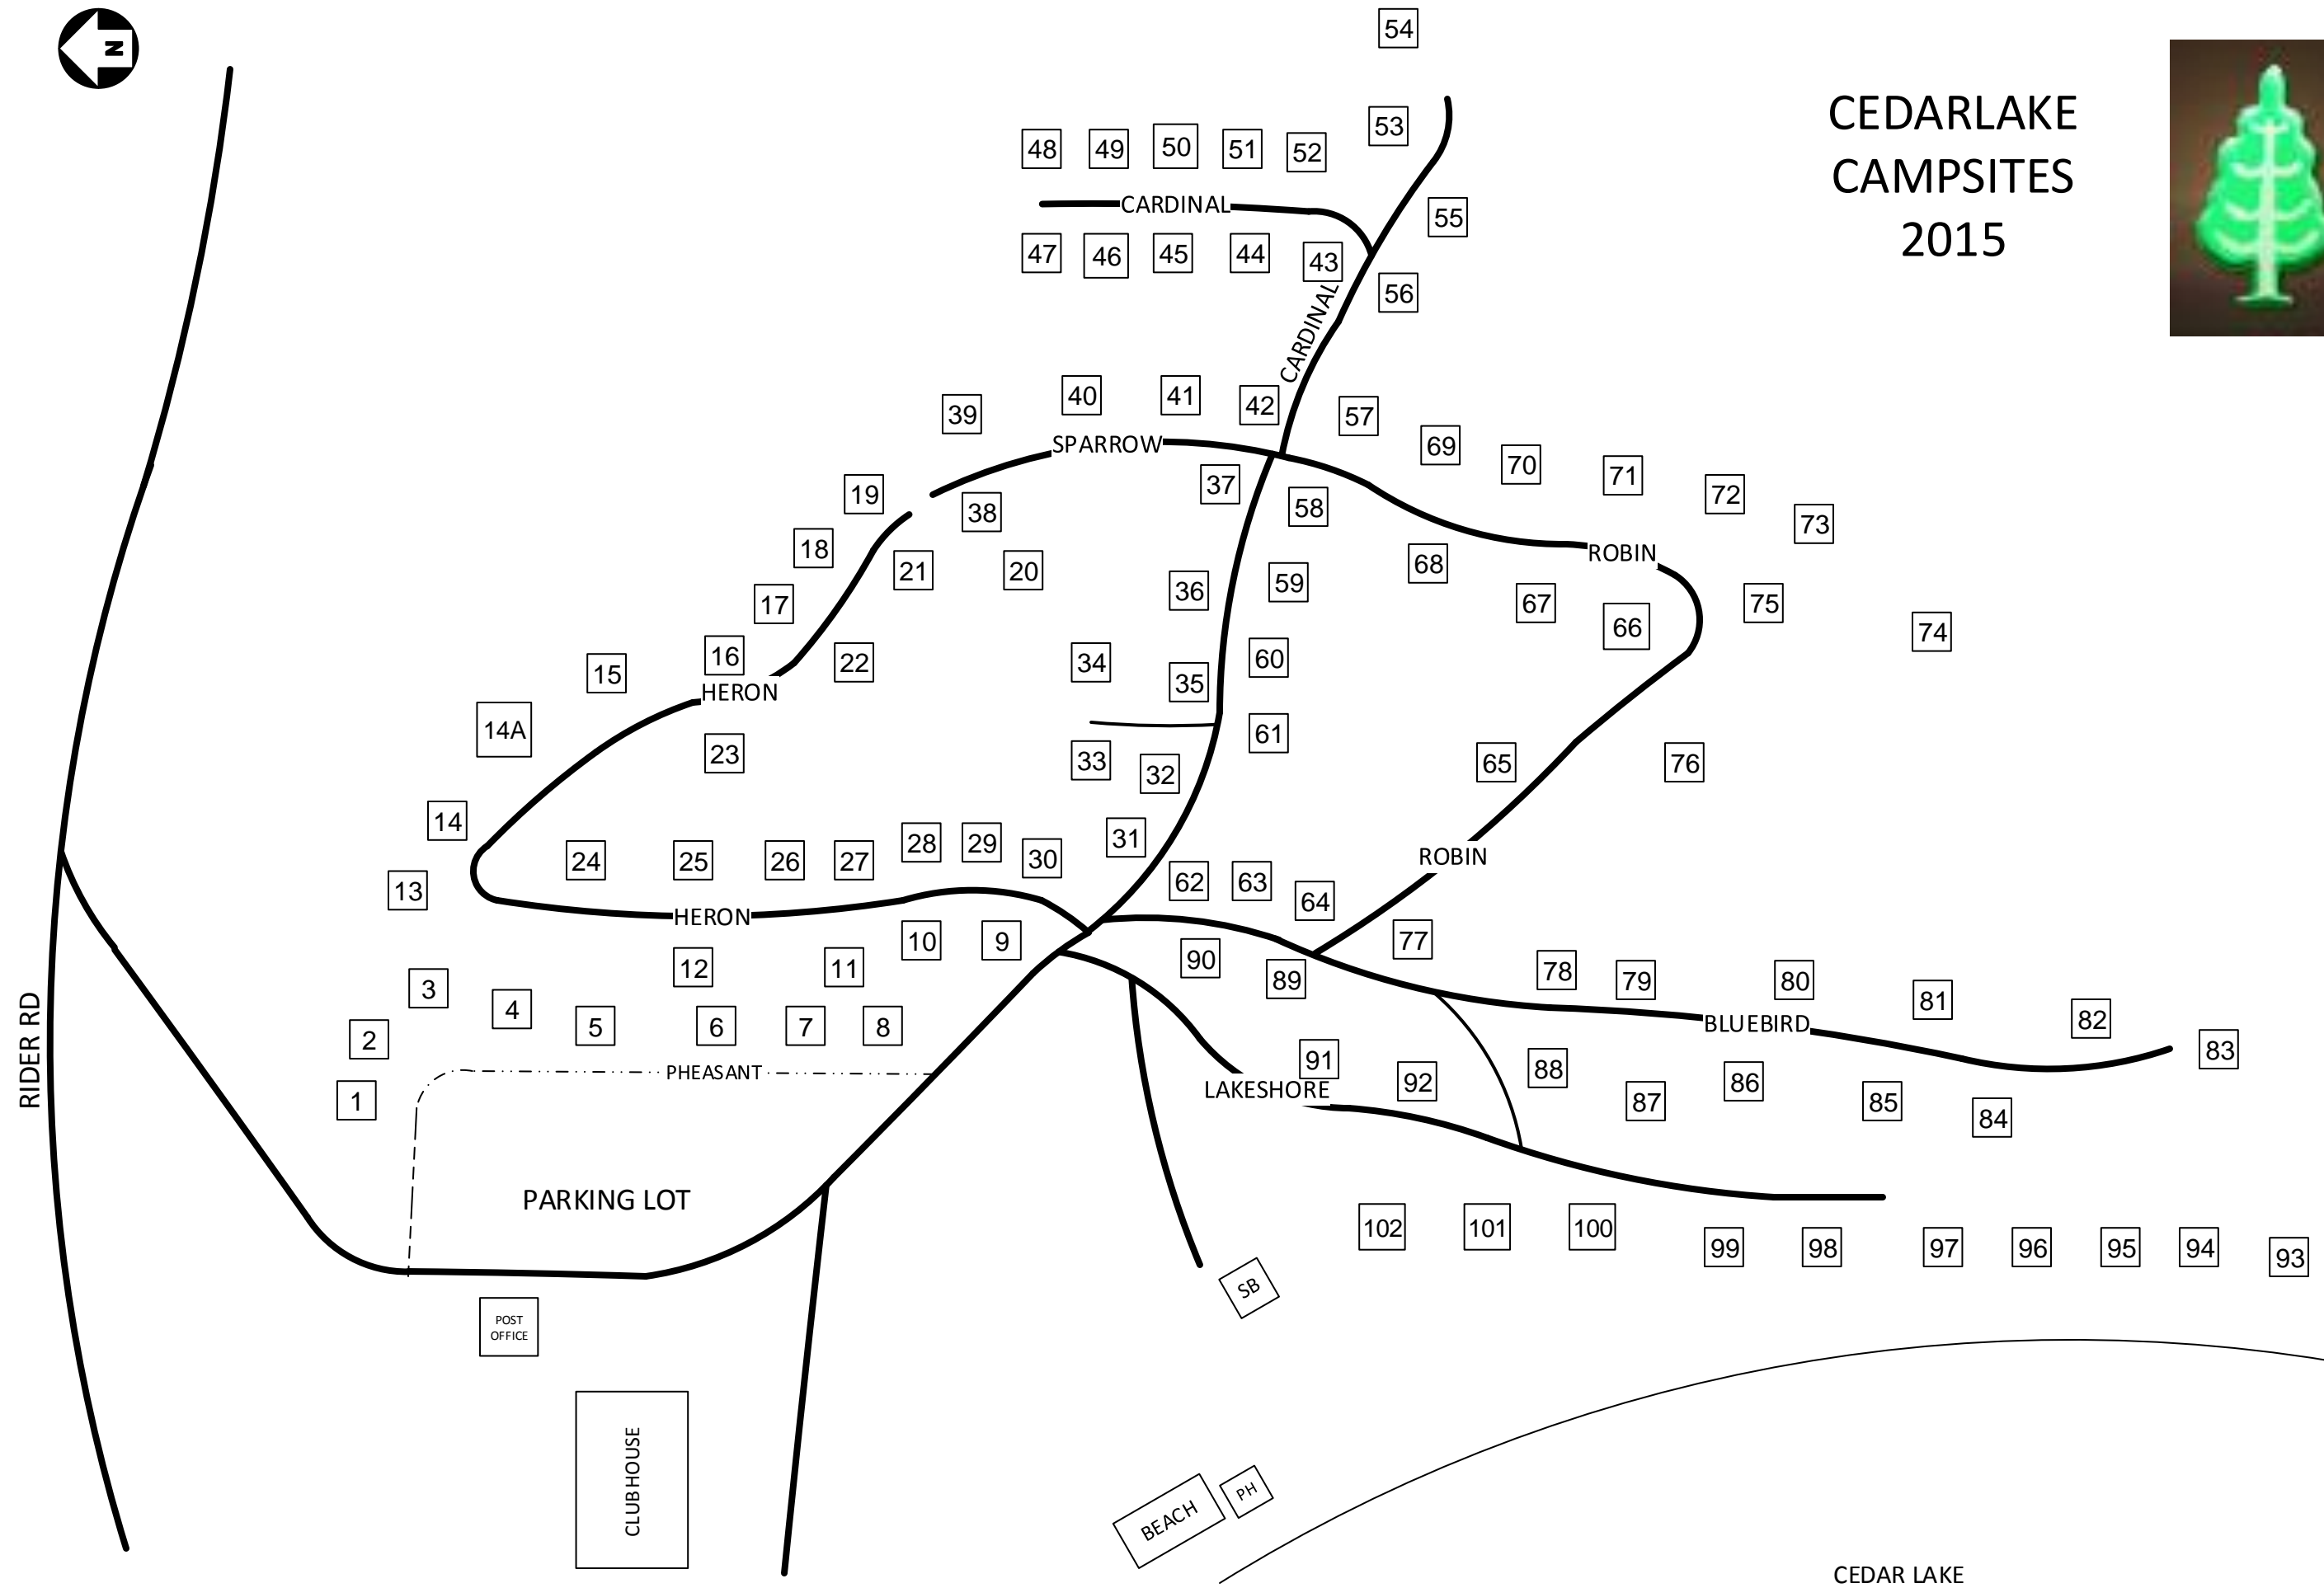 N
54
CEDARLAKE
CAMPSITES
2015
53
48 49 50 51 52
CARDINAL
55
47 46 45 44 43
56
CARDINAL
39 40 41 42 57
SPARROW
69 70 71 72 73
19 38 37 58
18 21 20 36 59 68
ROBIN
17 67 66 75 74
15 16 22 34 35 60
HERON
14A 23 33 32 61 65 76
14
13 24 25 26 27 28 29 30 31
ROBIN
62 63 64
HERON
3 12 11 10 9 90 89 77 78 79 80 81 82 83
2 4 5 6 7 8
BLUEBIRD
RIDER RD
1
PHEASANT
91 92 88 87 86 85 84
LAKESHORE
PARKING LOT
102 101 100 99 98 97 96 95 94 93
SB
POST
OFFICE
CLUBHOUSE
BEACH
PH
CEDAR LAKE